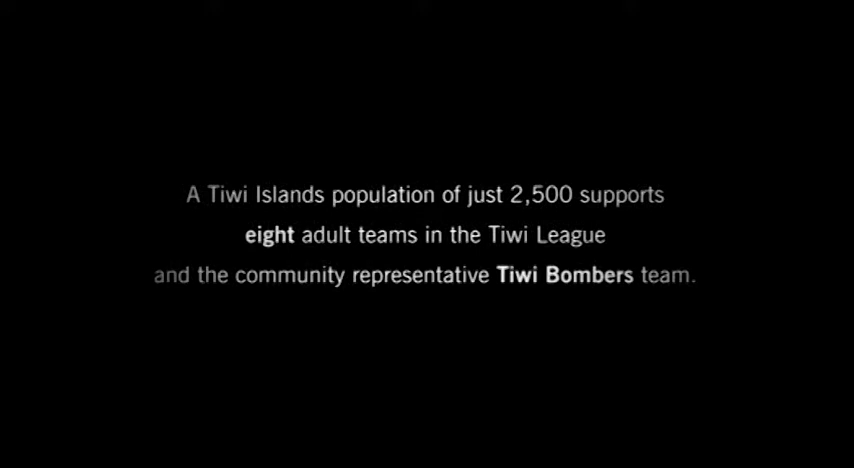 A Tiwi Islands population of just 2,500 supports
eight adult teams in the Tiwi League
and the community representative Tiwi Bombers team.